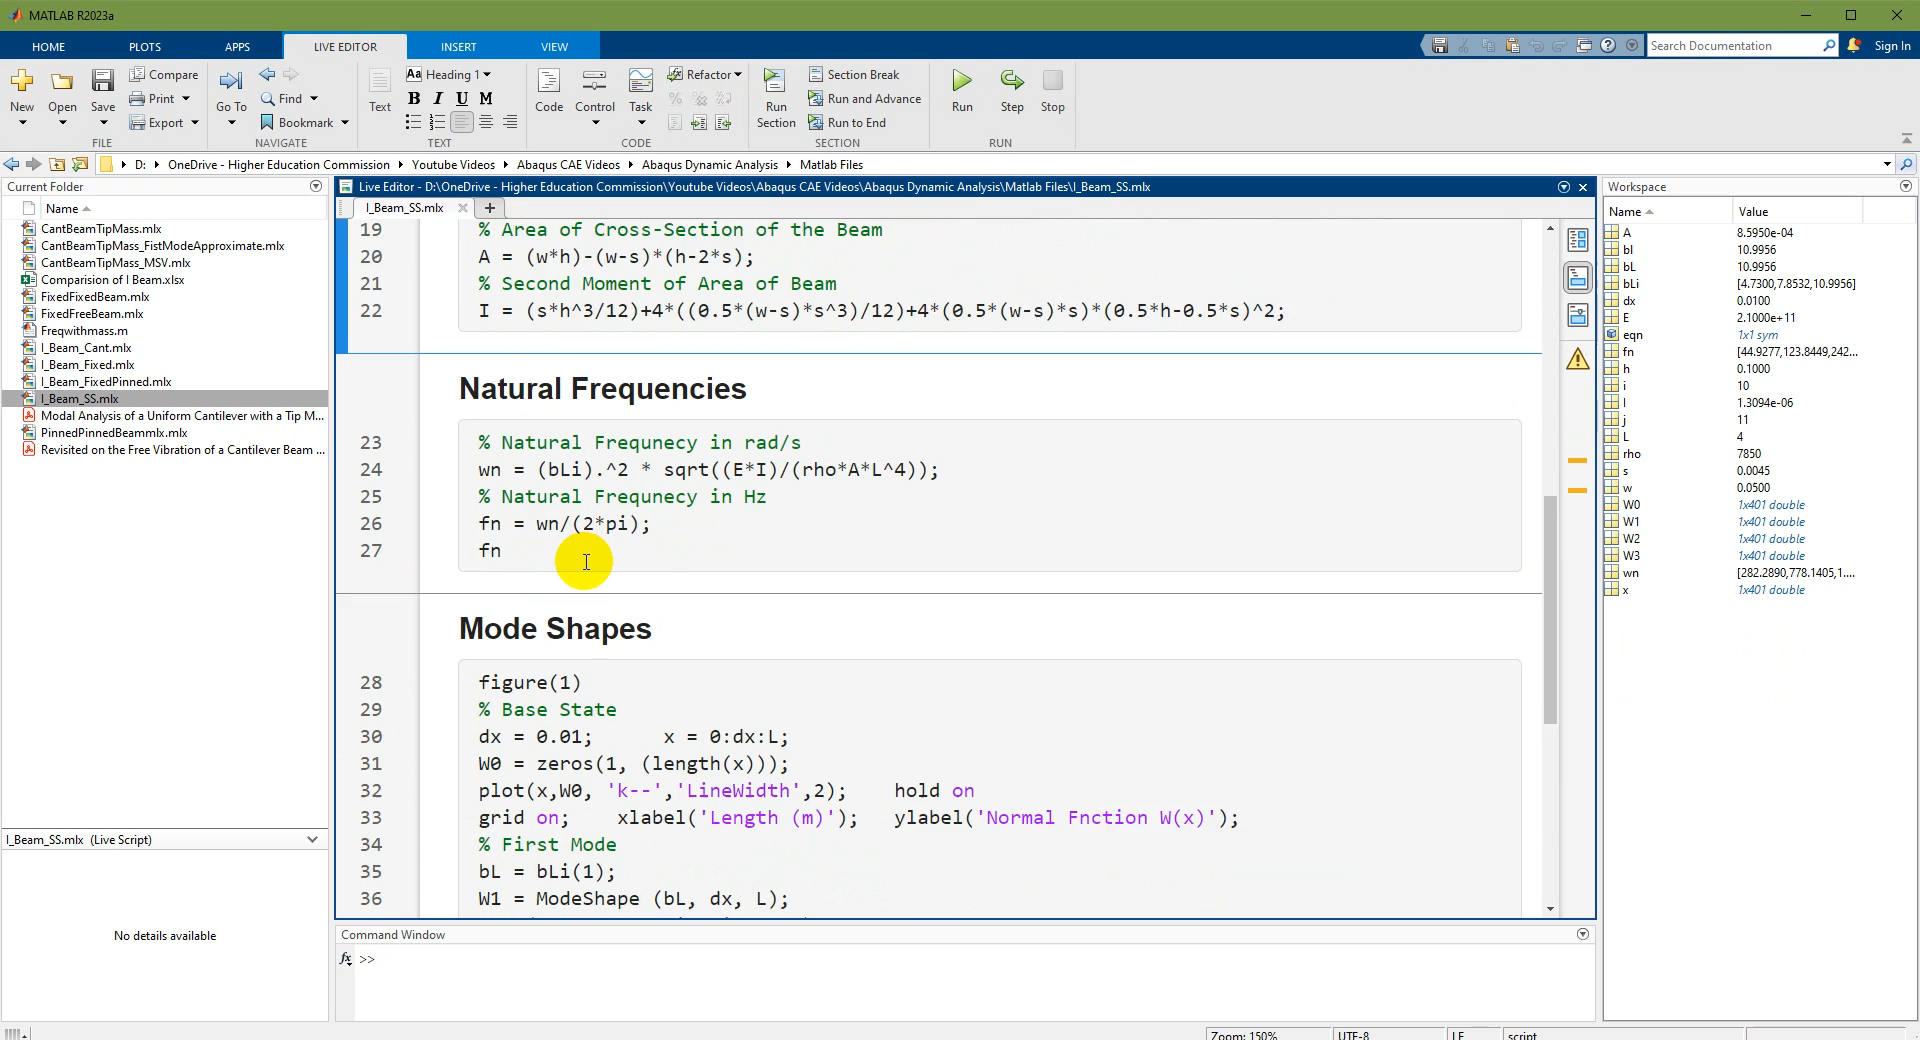 MATLAB R2023a
HOME PLOTS APPS LIVE EDITOR INSERT VIEW
Search Documentation Sign In
New Open Save Compare Print Export
Go To Find Bookmark
Text Aa Heading 1 B I U M
Code Control Task Refactor
Run Section Section Break Run and Advance Run to End
Run Step Stop
FILE NAVIGATE TEXT CODE SECTION RUN
D: OneDrive - Higher Education Commission Youtube Videos Abaqus CAE Videos Abaqus Dynamic Analysis Matlab Files
Current Folder
Name
CantBeamTipMass.mlx
CantBeamTipMass_FistModeApproximate.mlx
CantBeamTipMass_MSV.mlx
Comparision of I Beam.xlsx
FixedFixedBeam.mlx
FixedFreeBeam.mlx
Freqwithmass.m
I_Beam_Cant.mlx
I_Beam_Fixed.mlx
I_Beam_FixedPinned.mlx
I_Beam_SS.mlx
Modal Analysis of a Uniform Cantilever with a Tip M...
PinnedPinnedBeammlx.mlx
Revisited on the Free Vibration of a Cantilever Beam ...
I_Beam_SS.mlx (Live Script)
No details available
Live Editor - D:\OneDrive - Higher Education Commission\Youtube Videos\Abaqus CAE Videos\Abaqus Dynamic Analysis\Matlab Files\I_Beam_SS.mlx
I_Beam_SS.mlx
19 % Area of Cross-Section of the Beam
20 A = (w*h)-(w-s)*(h-2*s);
21 % Second Moment of Area of Beam
22 I = (s*h^3/12)+4*((0.5*(w-s)*s^3)/12)+4*(0.5*(w-s)*s)*(0.5*h-0.5*s)^2;
Natural Frequencies
23 % Natural Frequnecy in rad/s
24 wn = (bLi).^2 * sqrt((E*I)/(rho*A*L^4));
25 % Natural Frequnecy in Hz
26 fn = wn/(2*pi);
27 fn
Mode Shapes
28 figure(1)
29 % Base State
30 dx = 0.01; x = 0:dx:L;
31 W0 = zeros(1, (length(x)));
32 plot(x,W0, 'k--','LineWidth',2); hold on
33 grid on; xlabel('Length (m)'); ylabel('Normal Fnction W(x)');
34 % First Mode
35 bL = bLi(1);
36 W1 = ModeShape (bL, dx, L);
Command Window
fx >>
Workspace
Name Value
A 8.5950e-04
bl 10.9956
bL 10.9956
bLi [4.7300,7.8532,10.9956]
dx 0.0100
E 2.1000e+11
eqn 1x1 sym
fn [44.9277,123.8449,242...
h 0.1000
i 10
I 1.3094e-06
j 11
L 4
rho 7850
s 0.0045
w 0.0500
W0 1x401 double
W1 1x401 double
W2 1x401 double
W3 1x401 double
wn [282.2890,778.1405,1....
x 1x401 double
Zoom: 150% UTF-8 LF script